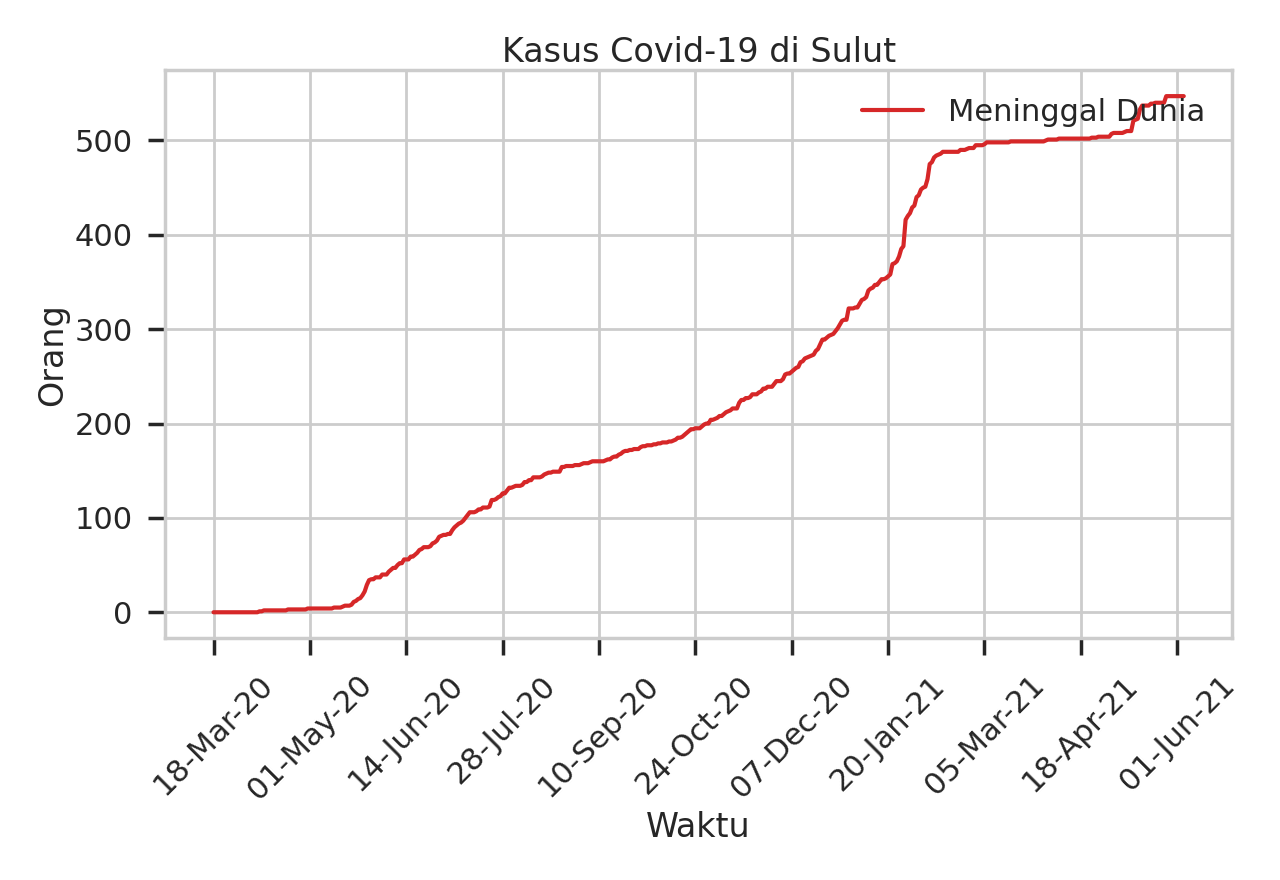 Kasus Covid-19 di Sulut
Meninggal Dunia
Orang
500
400
300
200
100
0
18-Mar-20
01-May-20
14-Jun-20
28-Jul-20
10-Sep-20
24-Oct-20
07-Dec-20
20-Jan-21
05-Mar-21
18-Apr-21
01-Jun-21
Waktu